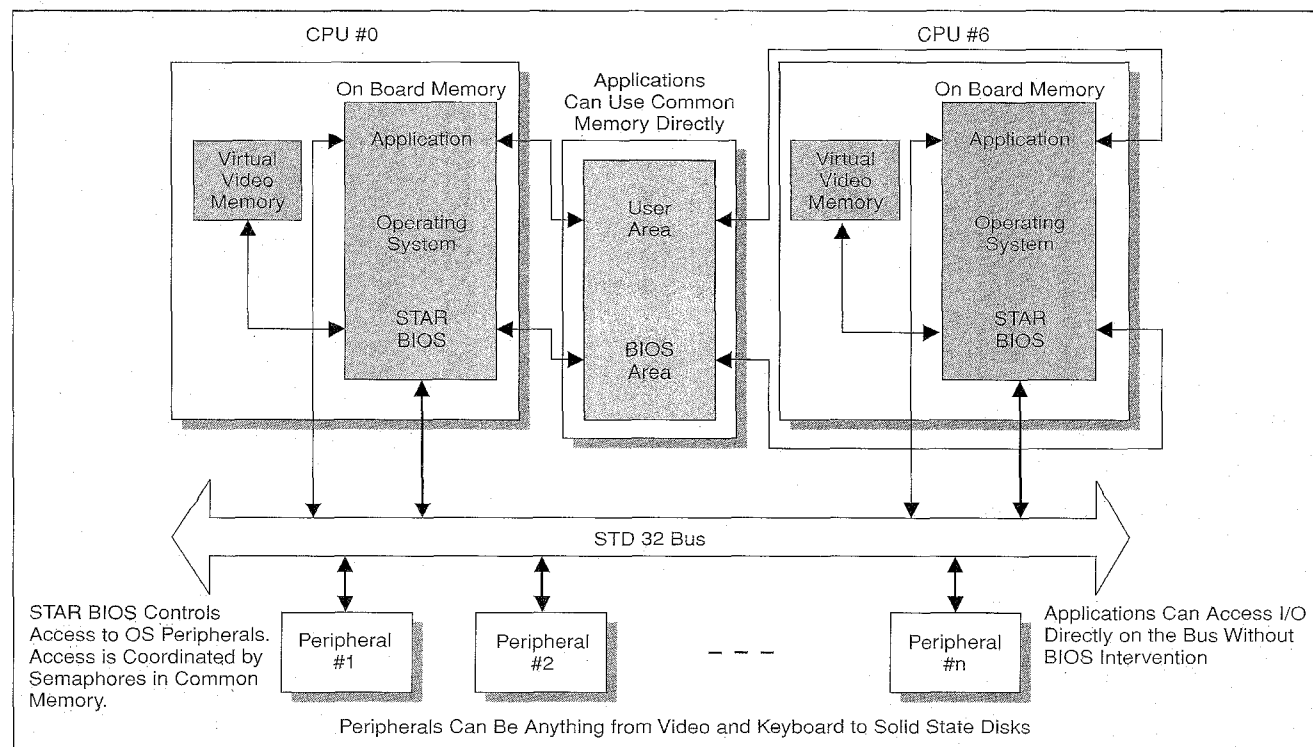 CPU #0
CPU #6
On Board Memory
Applications
Can Use Common
Memory Directly
On Board Memory
Application
Virtual
Video
Memory
Operating
System
STAR
BIOS
User
Area
BIOS
Area
Application
Virtual
Video
Memory
Operating
System
STAR
BIOS
STD 32 Bus
STAR BIOS Controls
Access to OS Peripherals.
Access is Coordinated by
Semaphores in Common
Memory.
Peripheral
#1
Peripheral
#2
Peripheral
#n
Applications Can Access I/O
Directly on the Bus Without
BIOS Intervention
Peripherals Can Be Anything from Video and Keyboard to Solid State Disks